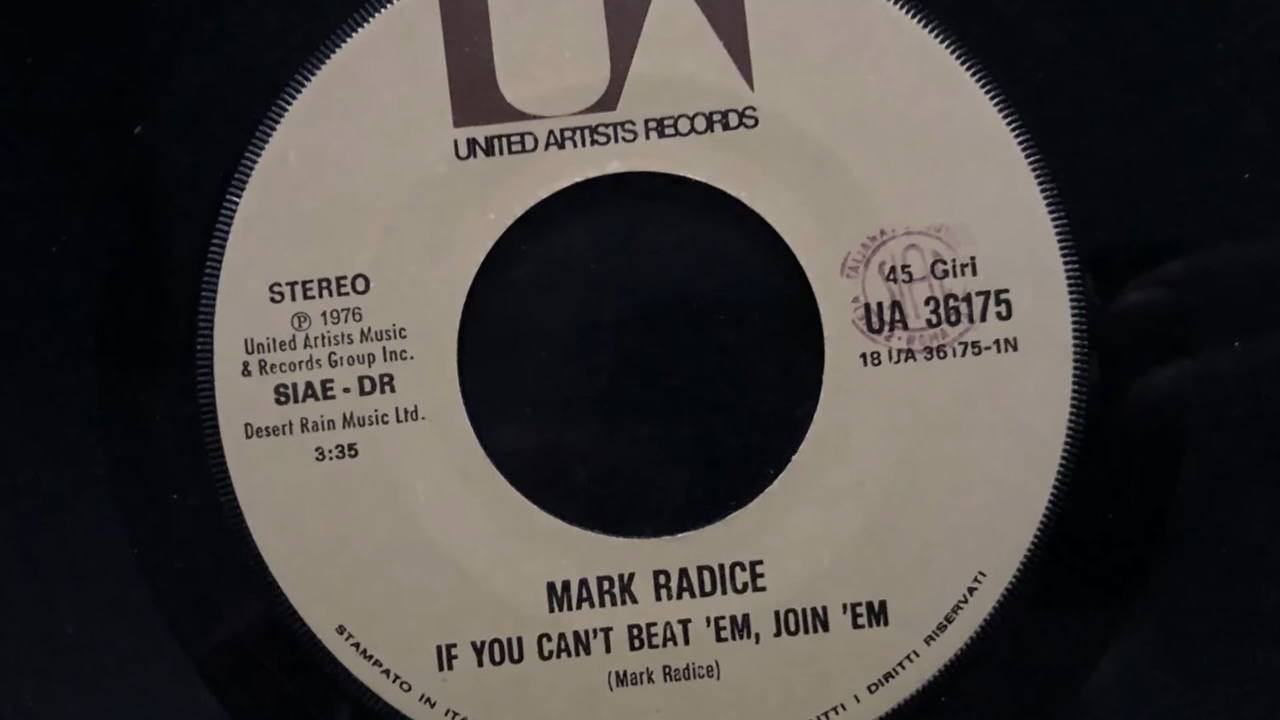 UNITED ARTISTS RECORDS
STEREO
Ⓟ 1976
United Artists Music
& Records Group Inc.
SIAE - DR
Desert Rain Music Ltd.
3:35
45 Giri
UA 36175
18 UA 36175-1N
ROMA
MARK RADICE
IF YOU CAN'T BEAT 'EM, JOIN 'EM
(Mark Radice)
STAMPATO IN
I DIRITTI RISERVATI